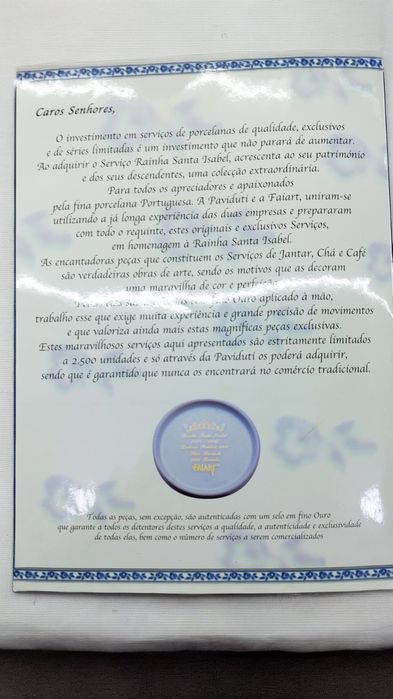 Caros Senhores,
O investimento em serviços de porcelanas de qualidade, exclusivos
e de séries limitadas é um investimento que não parará de aumentar.
Ao adquirir o Serviço Rainha Santa Isabel, acrescenta ao seu património
e dos seus descendentes, uma colecção extraordinária.
Para todos os apreciadores e apaixonados
pela fina porcelana Portuguesa. A Paviduti e a Faiart, uniram-se
utilizando a já longa experiência das duas empresas e prepararam
com todo o requinte, estes originais e exclusivos Serviços,
em homenagem à Rainha Santa Isabel.
As encantadoras peças que constituem os Serviços de Jantar, Chá e Café
são verdadeiras obras de arte, sendo os motivos que as decoram
uma maravilha de cor e
Ouro aplicado à mão,
trabalho esse que exige muita experiência e grande precisão de movimentos
e que valoriza ainda mais estas magníficas peças exclusivas.
Estes maravilhosos serviços aqui apresentados são estritamente limitados
a 2.500 unidades e só através da Paviduti os poderá adquirir,
sendo que é garantido que nunca os encontrará no comércio tradicional.
FAIART
Todas as peças, sem excepção, são autenticadas com um selo em fino Ouro
que garante a todos os detentores destes serviços a qualidade, a autenticidade e exclusividade
de todas elas, bem como o número de serviços a serem comercializados